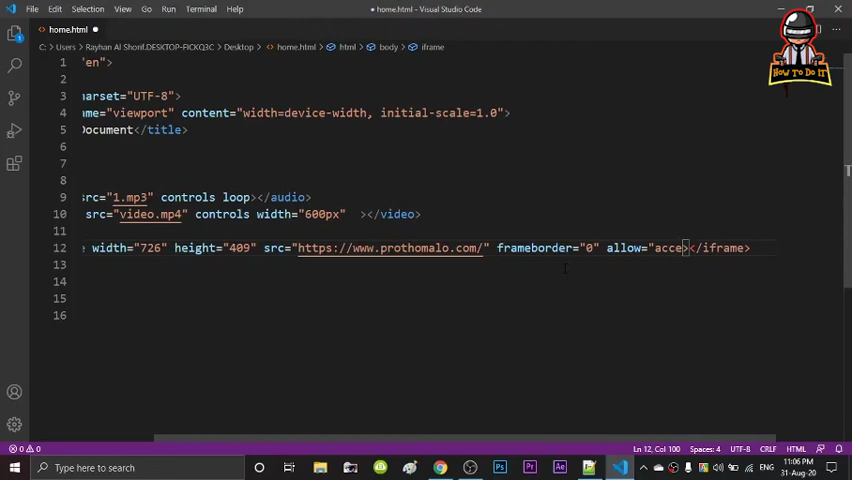 File Edit Selection View Go Run Terminal Help
● home.html - Visual Studio Code
home.html ●
C: > Users > Rayhan Al Shorif.DESKTOP-FICKQ3C > Desktop > home.html > html > body > iframe
HOW TO DO IT
1 "en">
2
3 harset="UTF-8">
4 ame="viewport" content="width=device-width, initial-scale=1.0">
5 Document</title>
6
7
8
9 src="1.mp3" controls loop></audio>
10 src="video.mp4" controls width="600px" ></video>
12 e width="726" height="409" src="https://www.prothomalo.com/" frameborder="0" allow="acce></iframe>
13
14
15
16
0 0 Ln 12, Col 100 Spaces: 4 UTF-8 CRLF HTML
Type here to search
Ps Pr Ae
ENG
11:06 PM
31-Aug-20